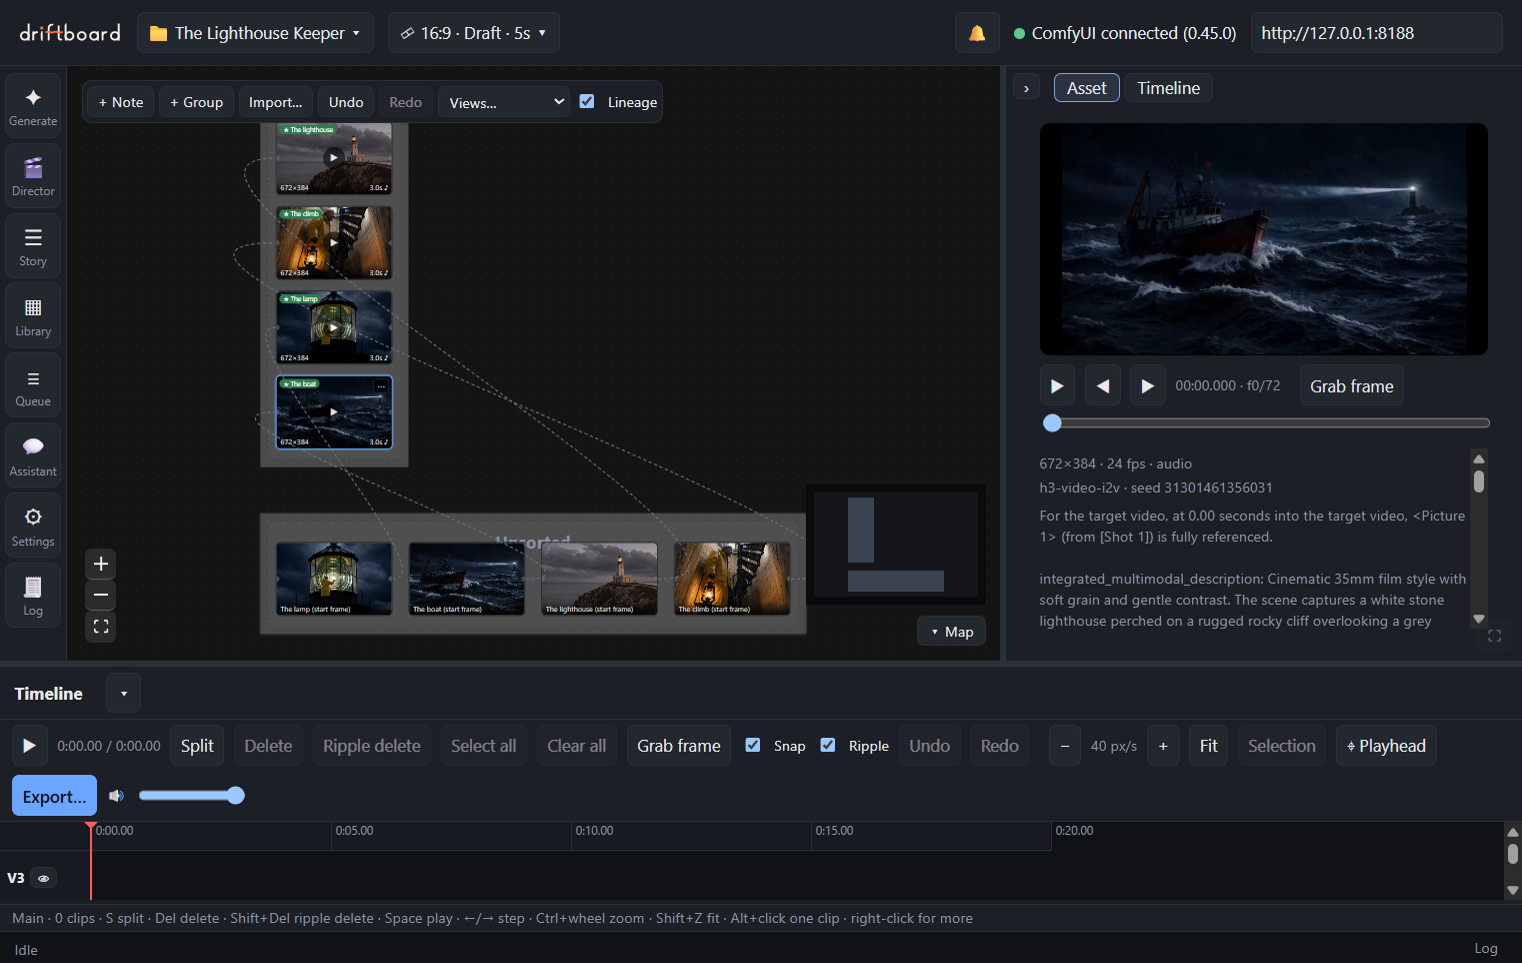 driftboard
The Lighthouse Keeper
16:9 · Draft · 5s
ComfyUI connected (0.45.0)
http://127.0.0.1:8188
Generate
Director
Story
Library
Queue
Assistant
Settings
Log
+ Note
+ Group
Import...
Undo
Redo
Views...
Lineage
★ The lighthouse
672×384
3.0s ♪
★ The climb
672×384
3.0s ♪
★ The lamp
672×384
3.0s ♪
★ The boat
...
672×384
3.0s ♪
Unsorted
The lamp (start frame)
The boat (start frame)
The lighthouse (start frame)
The climb (start frame)
Map
Asset
Timeline
00:00.000 · f0/72
Grab frame
672×384 · 24 fps · audio
h3-video-i2v · seed 31301461356031
For the target video, at 0.00 seconds into the target video, <Picture
1> (from [Shot 1]) is fully referenced.
integrated_multimodal_description: Cinematic 35mm film style with
soft grain and gentle contrast. The scene captures a white stone
lighthouse perched on a rugged rocky cliff overlooking a grey
Timeline
0:00.00 / 0:00.00
Split
Delete
Ripple delete
Select all
Clear all
Grab frame
Snap
Ripple
Undo
Redo
−
40 px/s
+
Fit
Selection
Playhead
Export...
0:00.00
0:05.00
0:10.00
0:15.00
0:20.00
V3
Main · 0 clips · S split · Del delete · Shift+Del ripple delete · Space play · ←/→ step · Ctrl+wheel zoom · Shift+Z fit · Alt+click one clip · right-click for more
Idle
Log